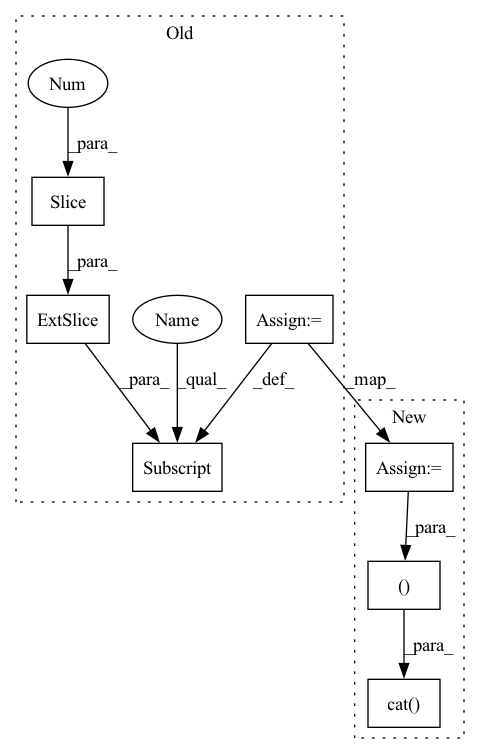 Old
Num
_para_
Slice
_para_
ExtSlice
Name
Assign:=
_para_
_qual_
_def_
_map_
New
Subscript
Assign:=
_para_
()
_para_
cat()